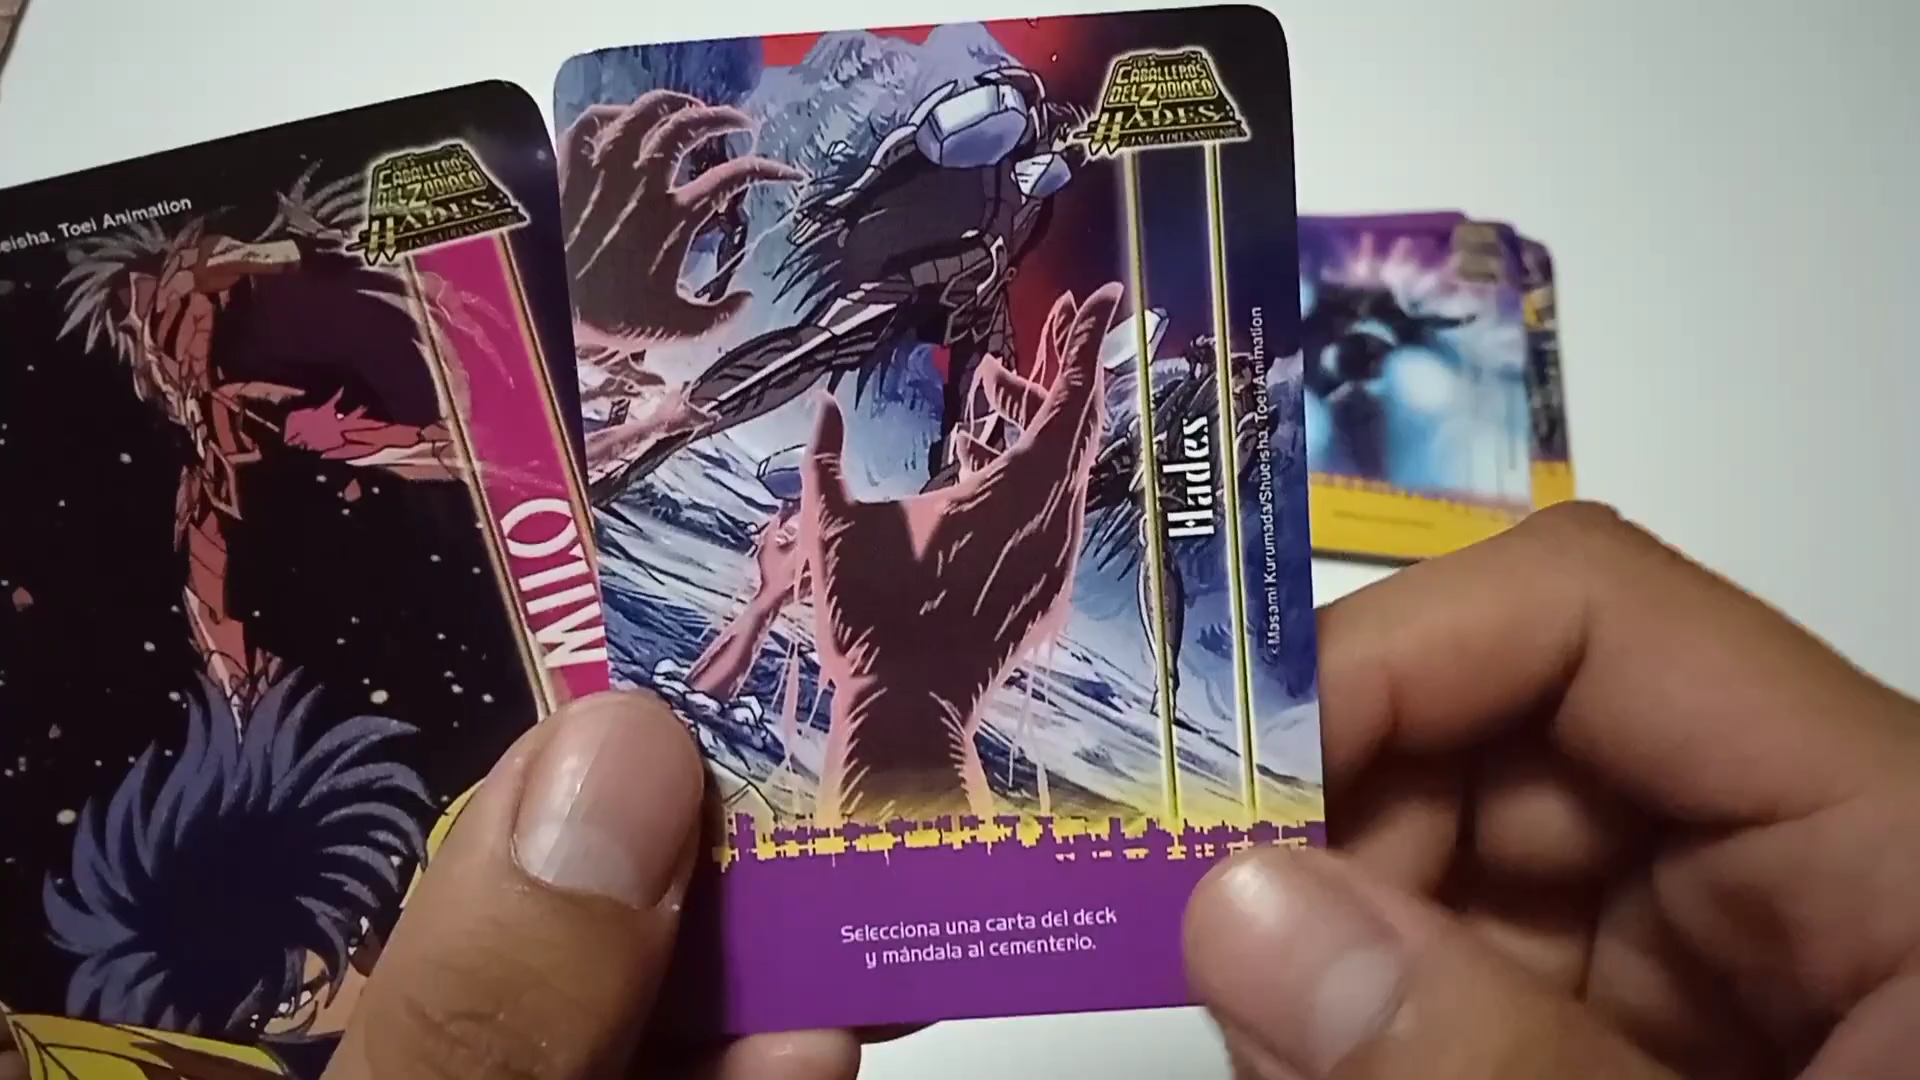 eisha, Toei Animation
LOS
CABALLEROS
DEL ZODIACO
HADES
MILO
LOS
CABALLEROS
DEL ZODIACO
HADES
Hades
©Masami Kurumada/Shueisha, Toei Animation
Selecciona una carta del deck
y mándala al cementerio.